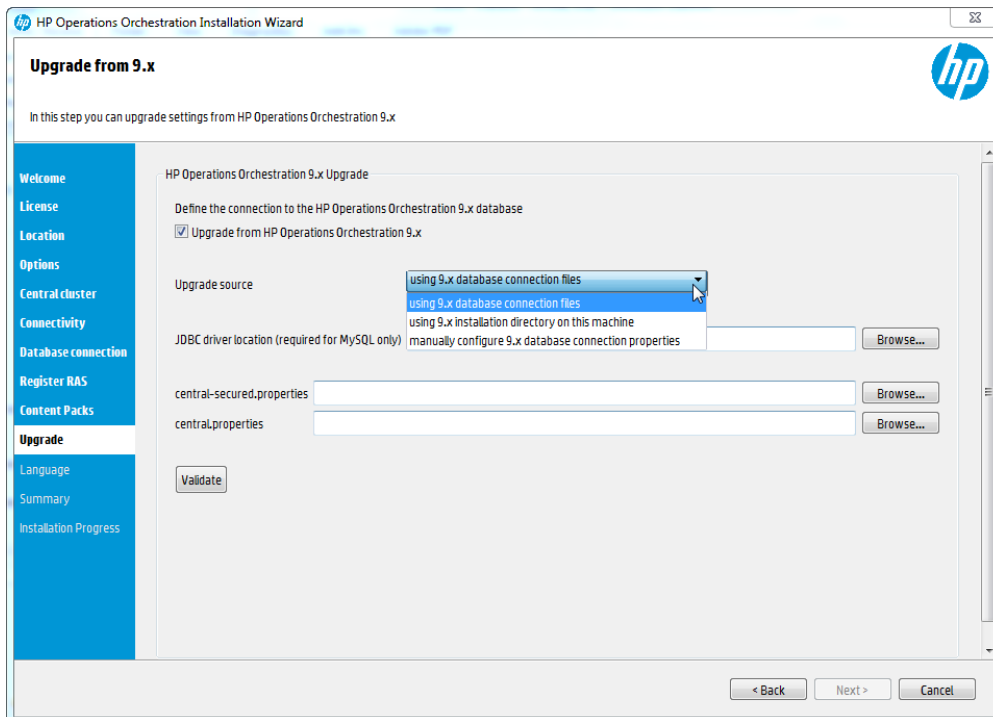 HP Operations Orchestration Installation Wizard
Upgrade from 9.x
hp
In this step you can upgrade settings from HP Operations Orchestration 9.x
Welcome
License
Location
Options
Central cluster
Connectivity
Database connection
Register RAS
Content Packs
Upgrade
Language
Summary
Installation Progress
HP Operations Orchestration 9.x Upgrade
Define the connection to the HP Operations Orchestration 9.x database
Upgrade from HP Operations Orchestration 9.x
Upgrade source
using 9.x database connection files
using 9.x database connection files
using 9.x installation directory on this machine
manually configure 9.x database connection properties
JDBC driver location (required for MySQL only)
Browse...
central-secured.properties
Browse...
central.properties
Browse...
Validate
< Back
Next >
Cancel